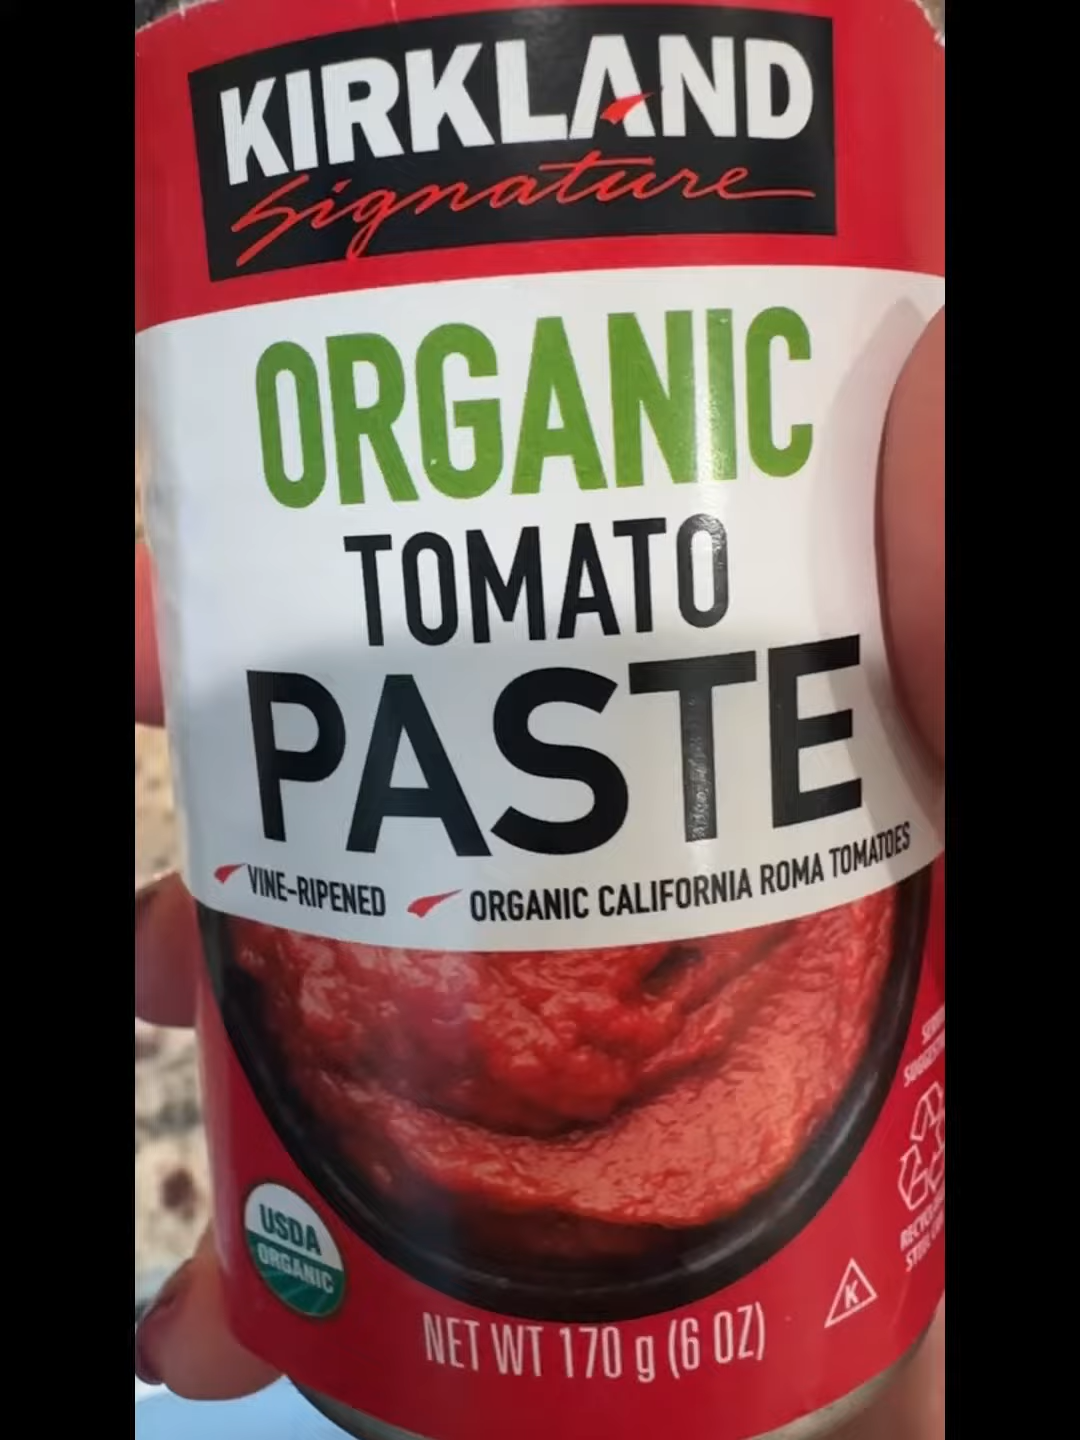 KIRKLAND
Signature
ORGANIC
TOMATO
PASTE
VINE-RIPENED ORGANIC CALIFORNIA ROMA TOMATOES
USDA
ORGANIC
K
NET WT 170 g (6 OZ)